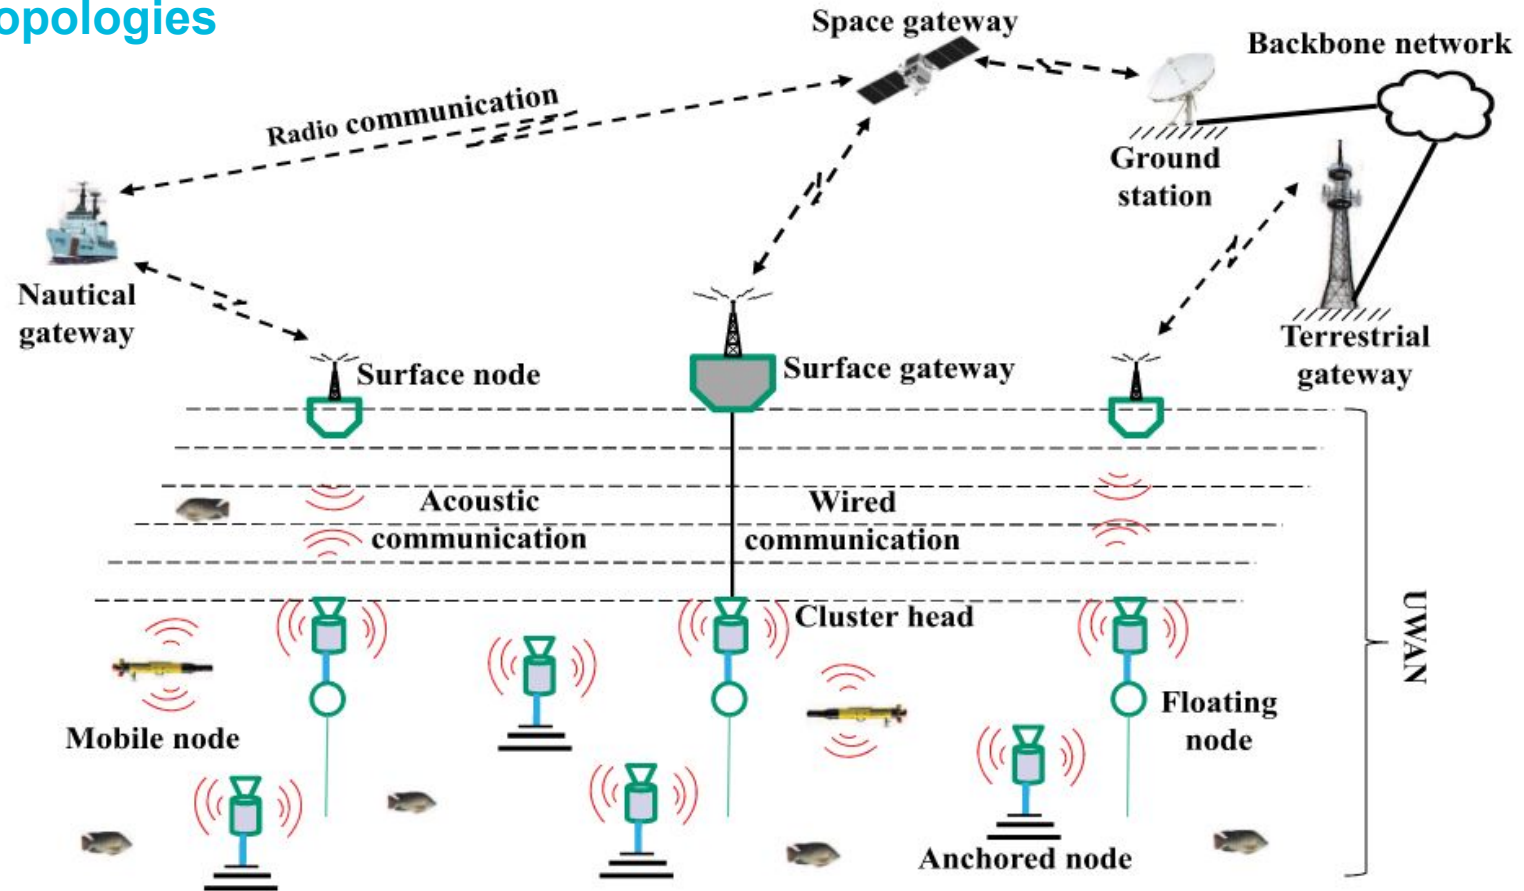 opologies
Space gateway
Backbone network
Radio communication
Ground
station
Nautical
gateway
Terrestrial
gateway
Surface node
Surface gateway
Acoustic
communication
Wired
communication
Cluster head
UWAN
Mobile node
Floating
node
Anchored node